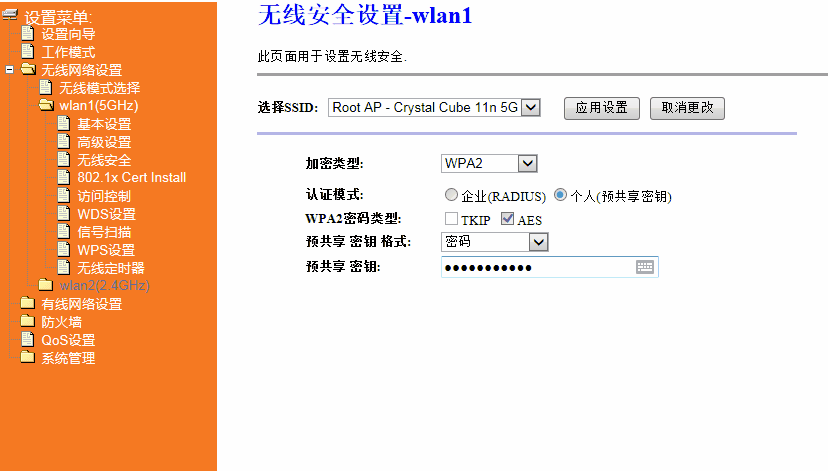 设置菜单:
设置向导
工作模式
无线网络设置
无线模式选择
wlan1(5GHz)
基本设置
高级设置
无线安全
802.1x Cert Install
访问控制
WDS设置
信号扫描
WPS设置
无线定时器
wlan2(2.4GHz)
有线网络设置
防火墙
QoS设置
系统管理
无线安全设置-wlan1
此页面用于设置无线安全.
选择SSID: Root AP - Crystal Cube 11n 5G 应用设置 取消更改
加密类型: WPA2
认证模式: 企业(RADIUS) 个人(预共享密钥)
WPA2密码类型: TKIP AES
预共享 密钥 格式: 密码
预共享 密钥: ●●●●●●●●●●●